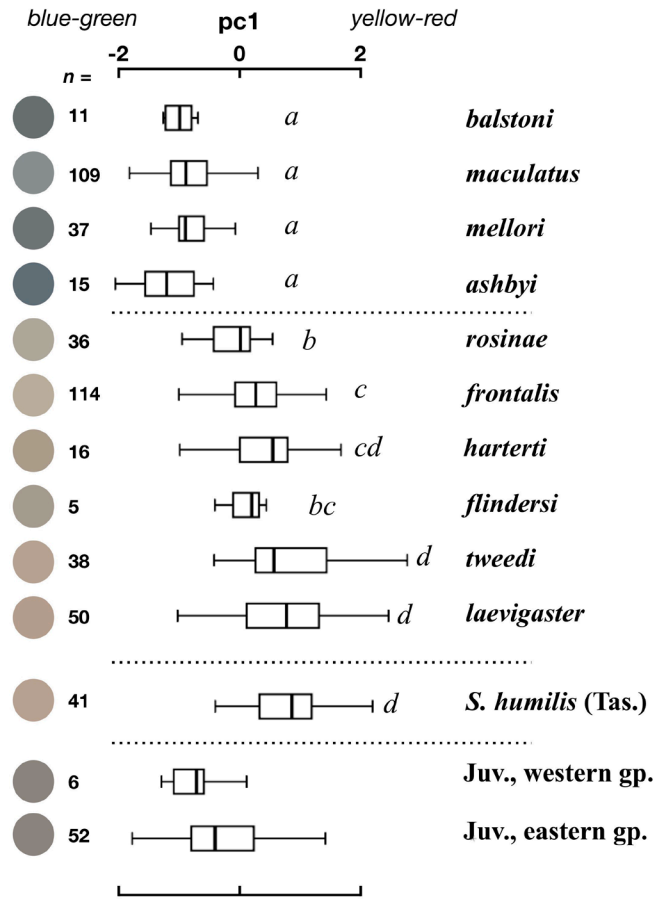 blue-green pc1 yellow-red
-2 0 2
n =
11 a balstoni
109 a maculatus
37 a mellori
15 a ashbyi
36 b rosinae
114 c frontalis
16 cd harterti
5 bc flindersi
38 d tweedi
50 d laevigaster
41 d S. humilis (Tas.)
6 Juv., western gp.
52 Juv., eastern gp.